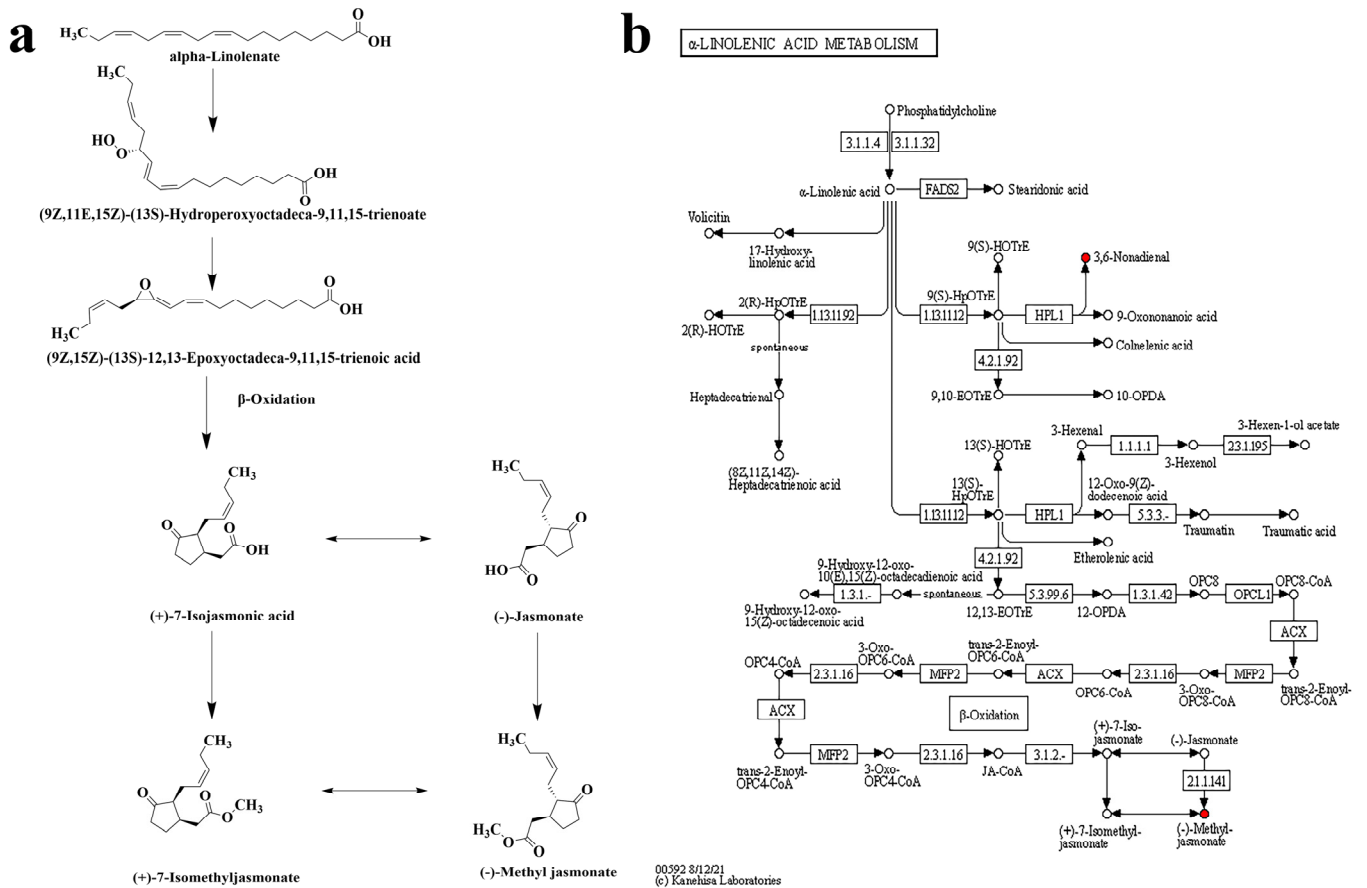 a
H₃C
O
OH
alpha-Linolenate
H₃C
HO
O
OH
O
(9Z,11E,15Z)-(13S)-Hydroperoxyoctadeca-9,11,15-trienoate
O
O
OH
H₃C
(9Z,15Z)-(13S)-12,13-Epoxyoctadeca-9,11,15-trienoic acid
β-Oxidation
CH₃
O
O
OH
(+)-7-Isojasmonic acid
H₃C
O
HO
O
(-)-Jasmonate
CH₃
O
O
O
CH₃
(+)-7-Isomethyljasmonate
H₃C
O
H₃C
O
O
(-)-Methyl jasmonate
b
α-LINOLENIC ACID METABOLISM
Phosphatidylcholine
3.1.1.4
3.1.1.32
α-Linolenic acid
FADS2
Stearidonic acid
Volicitin
17-Hydroxy-
linolenic acid
9(S)-HOTrE
3,6-Nonadienal
2(R)-HpOTrE
1.13.11.92
9(S)-HpOTrE
1.13.11.12
HPL1
9-Oxononanoic acid
2(R)-HOTrE
spontaneous
Colnelenic acid
4.2.1.92
Heptadecatrienal
9,10-EOTrE
10-OPDA
(8Z,11Z,14Z)-
Heptadecatrienoic acid
13(S)-HOTrE
3-Hexenal
1.1.1.1
3-Hexenol
2.3.1.195
3-Hexen-1-ol acetate
13(S)-
HpOTrE
1.13.11.12
HPL1
12-Oxo-9(Z)-
dodecenoic acid
5.3.3.-
Traumatin
Traumatic acid
Etherolenic acid
4.2.1.92
9-Hydroxy-12-oxo-
10(E),15(Z)-octadecadienoic acid
1.3.1.-
spontaneous
9-Hydroxy-12-oxo-
15(Z)-octadecenoic acid
12,13-EOTrE
5.3.99.6
12-OPDA
1.3.1.42
OPC8
OPCL1
OPC8-CoA
ACX
OPC4-CoA
2.3.1.16
3-Oxo-
OPC6-CoA
MFP2
trans-2-Enoyl-
OPC6-CoA
ACX
OPC6-CoA
2.3.1.16
3-Oxo-
OPC8-CoA
MFP2
trans-2-Enoyl-
OPC8-CoA
ACX
β-Oxidation
trans-2-Enoyl-
OPC4-CoA
MFP2
3-Oxo-
OPC4-CoA
2.3.1.16
JA-CoA
3.1.2.-
(+)-7-Iso-
jasmonate
(-)-Jasmonate
2.1.1.141
(+)-7-Isomethyl-
jasmonate
(-)-Methyl-
jasmonate
00592 8/12/21
(c) Kanehisa Laboratories